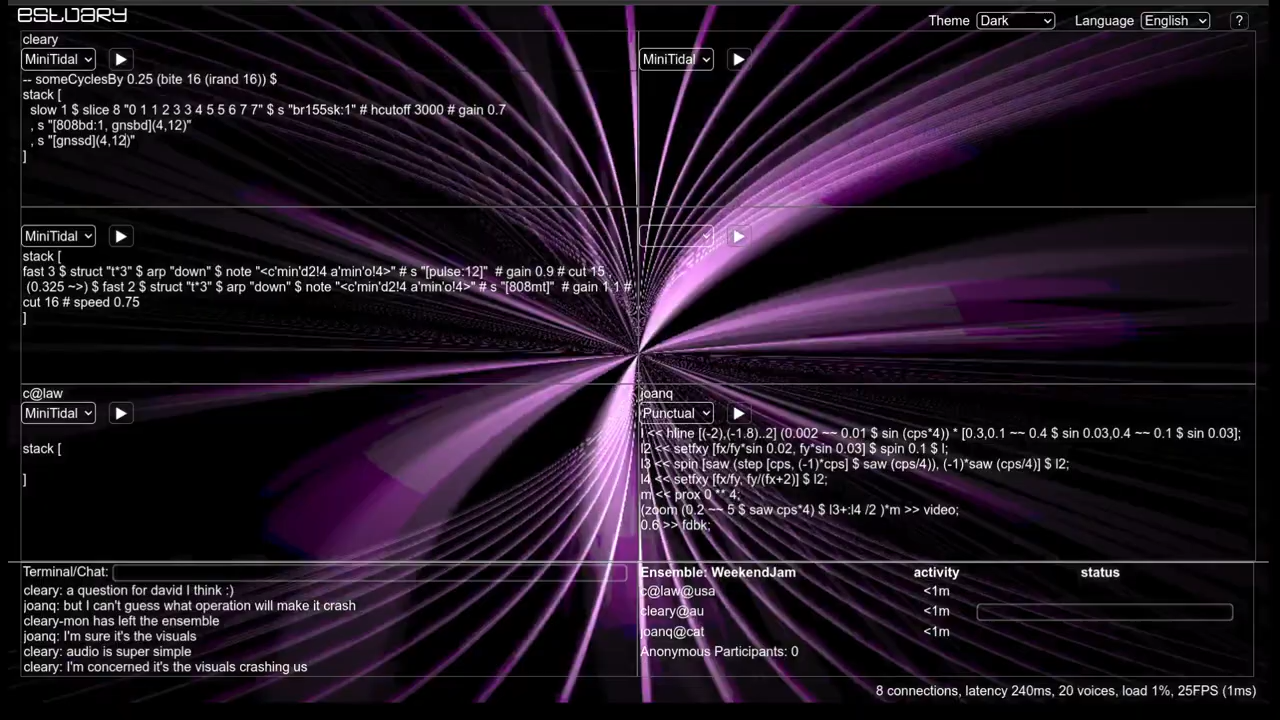 estuary
Theme Dark Language English ?
cleary
MiniTidal
-- someCyclesBy 0.25 (bite 16 (irand 16)) $
stack [
slow 1 $ slice 8 "0 1 1 2 3 3 4 5 5 6 7 7" $ s "br155sk:1" # hcutoff 3000 # gain 0.7
, s "[808bd:1, gnsbd](4,12)"
, s "[gnssd](4,12)"
]
MiniTidal
MiniTidal
stack [
fast 3 $ struct "t*3" $ arp "down" $ note "<c'min'd2!4 a'min'o!4>" # s "[pulse:12]" # gain 0.9 # cut 15 ,
(0.325 ~>) $ fast 2 $ struct "t*3" $ arp "down" $ note "<c'min'd2!4 a'min'o!4>" # s "[808mt]" # gain 1.1 #
cut 16 # speed 0.75
]
c@law
MiniTidal
stack [
]
joanq
Punctual
l << hline [(-2),(-1.8)..2] (0.002 ~~ 0.01 $ sin (cps*4)) * [0.3,0.1 ~~ 0.4 $ sin 0.03,0.4 ~~ 0.1 $ sin 0.03];
l2 << setfxy [fx/fy*sin 0.02, fy*sin 0.03] $ spin 0.1 $ l;
l3 << spin [saw (step [cps, (-1)*cps] $ saw (cps/4)), (-1)*saw (cps/4)] $ l2;
l4 << setfxy [fx/fy, fy/(fx+2)] $ l2;
m << prox 0 ** 4;
(zoom (0.2 ~~ 5 $ saw cps*4) $ l3+:l4 /2 )*m >> video;
0.6 >> fdbk;
Terminal/Chat:
cleary: a question for david I think :)
joanq: but I can't guess what operation will make it crash
cleary-mon has left the ensemble
joanq: I'm sure it's the visuals
cleary: audio is super simple
cleary: I'm concerned it's the visuals crashing us
Ensemble: WeekendJam activity status
c@law@usa <1m
cleary@au <1m
joanq@cat <1m
Anonymous Participants: 0
8 connections, latency 240ms, 20 voices, load 1%, 25FPS (1ms)